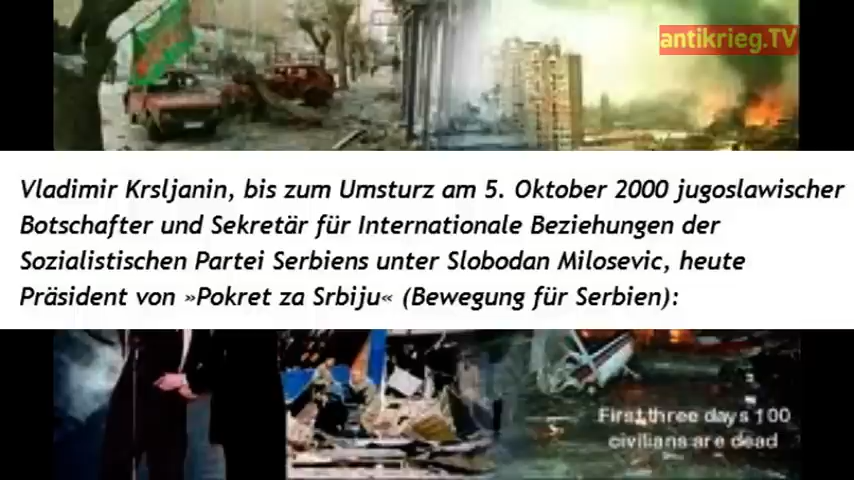 antikrieg.TV
Vladimir Krsljanin, bis zum Umsturz am 5. Oktober 2000 jugoslawischer
Botschafter und Sekretär für Internationale Beziehungen der
Sozialistischen Partei Serbiens unter Slobodan Milosevic, heute
Präsident von »Pokret za Srbiju« (Bewegung für Serbien):
First three days 100
civilians are dead